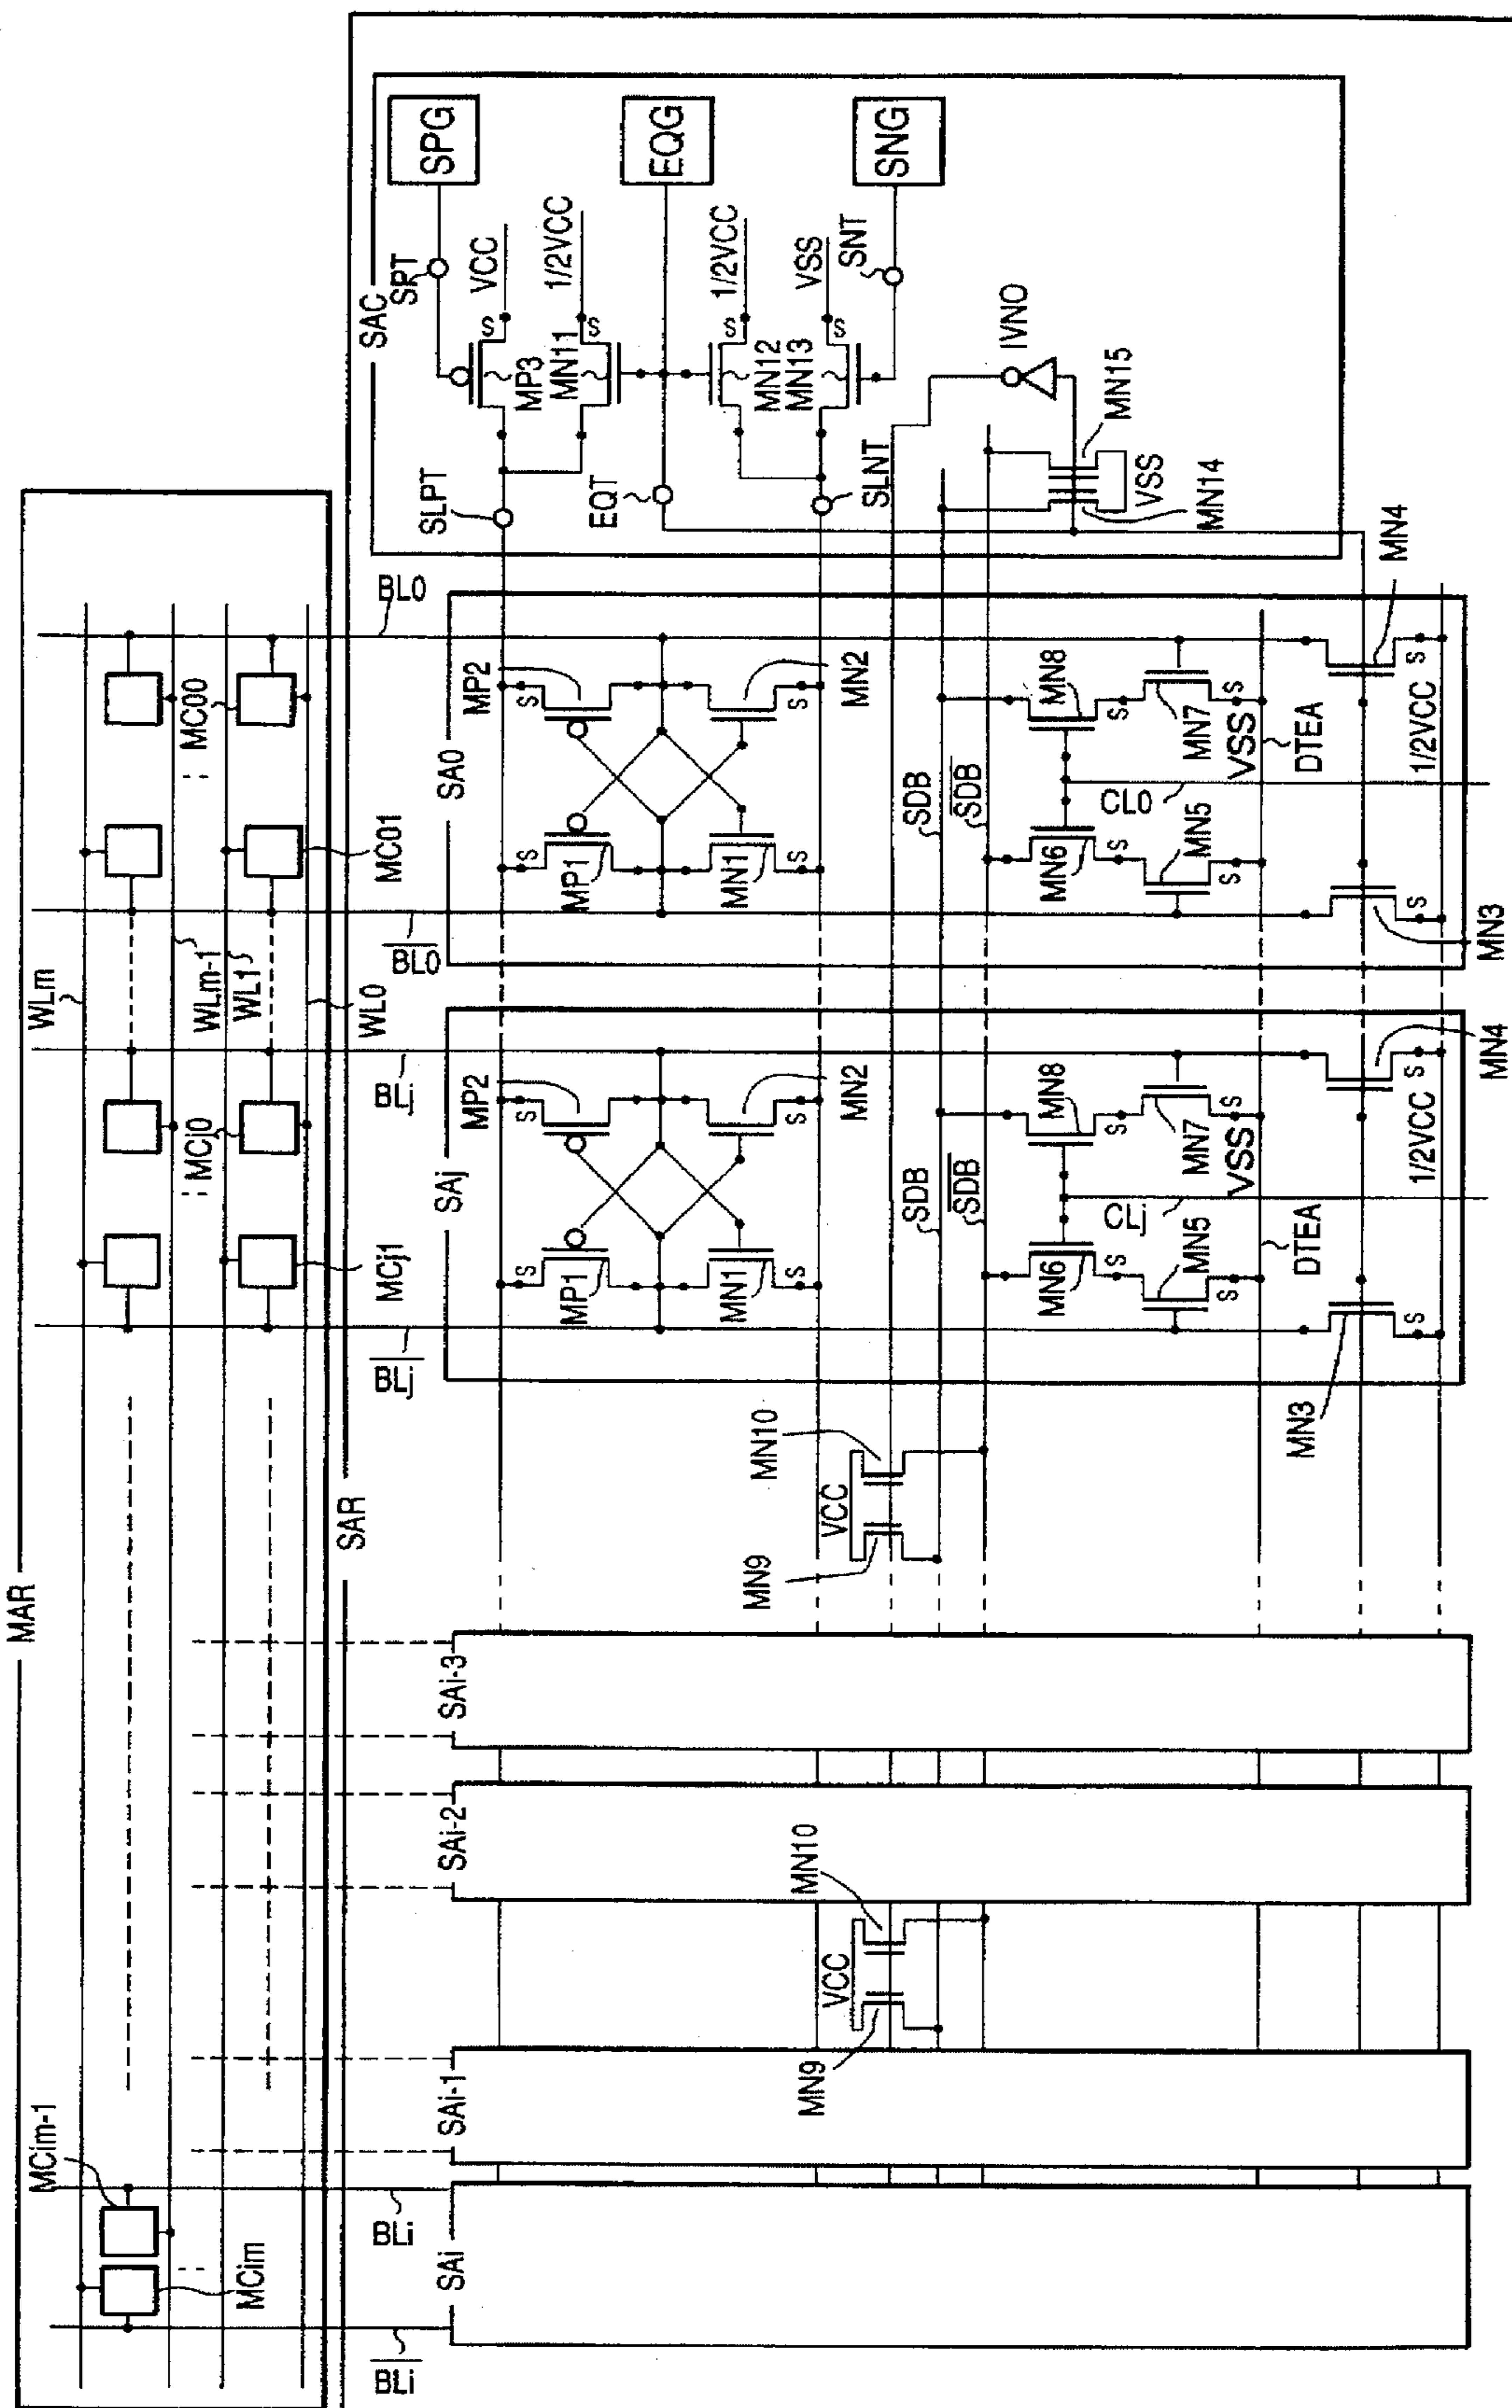 MAR
WLm
WLm-1
WL1
WL0
MCim-1
MCim
MCj1
MCj0
MC01
MC00
SAR
BLi
BLi
BLj
BLj
BL0
BL0
SAi
SAi-1
SAi-2
SAi-3
MN9
VCC
MN10
MN9
VCC
MN10
SAj
MP1
S
MP2
S
MN1
S
MN2
S
SDB
SDB
MN6
S
MN8
S
MN5
S
MN7
S
CLj
VSS
DTEA
MN3
S
1/2VCC
S
MN4
SA0
MP1
S
MP2
S
MN1
S
MN2
S
SDB
SDB
MN6
S
MN8
S
MN5
S
MN7
S
CL0
VSS
DTEA
MN3
S
1/2VCC
S
MN4
SAC
SPG
SPT
SLPT
MP3
S
VCC
MN11
S
1/2VCC
EQG
EQT
MN12
S
1/2VCC
MN13
S
VSS
SLNT
SNT
SNG
IVNO
MN15
VSS
MN14